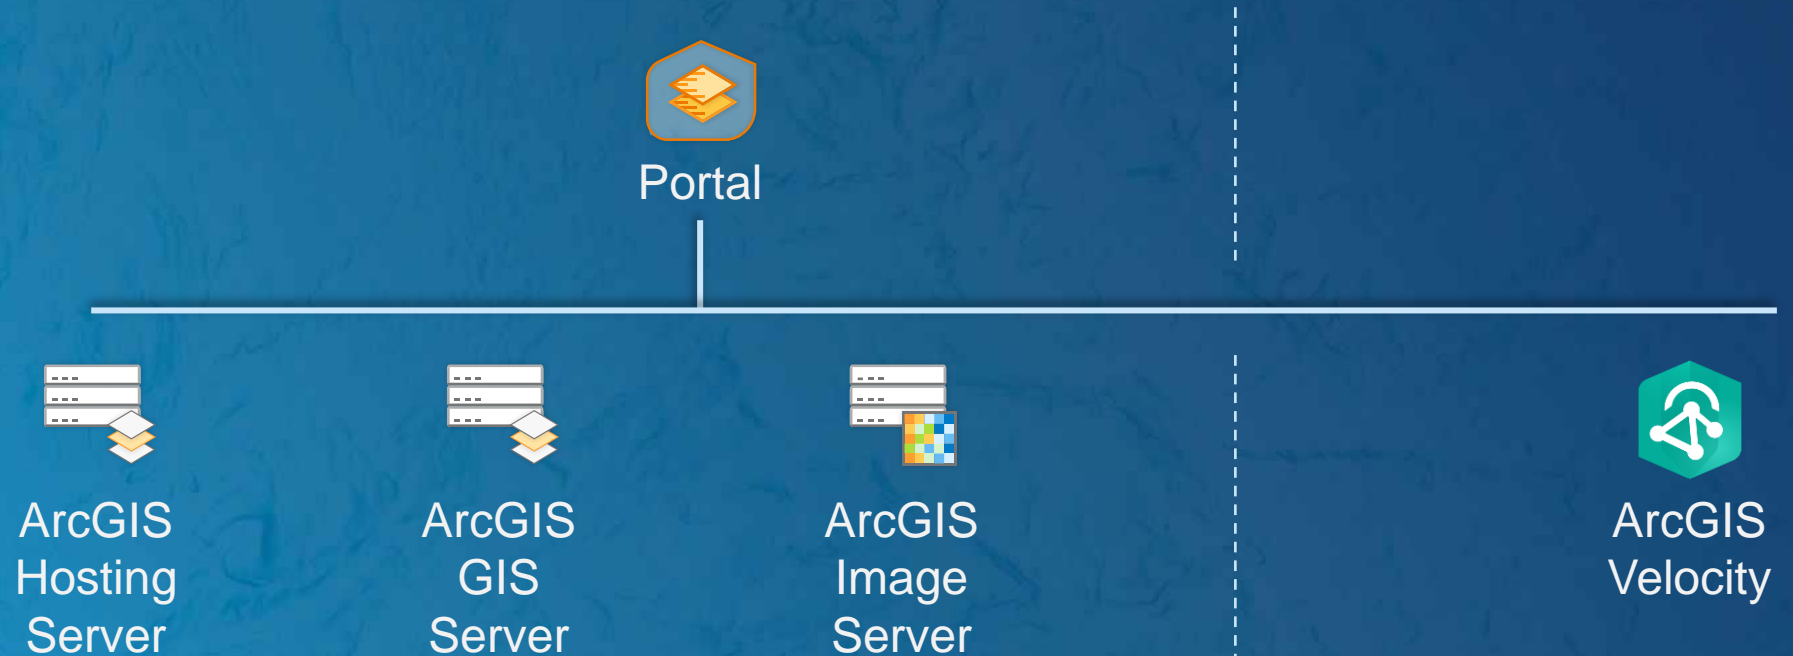 Portal
ArcGIS
Hosting
Server
ArcGIS
GIS
Server
ArcGIS
Image
Server
ArcGIS
Velocity